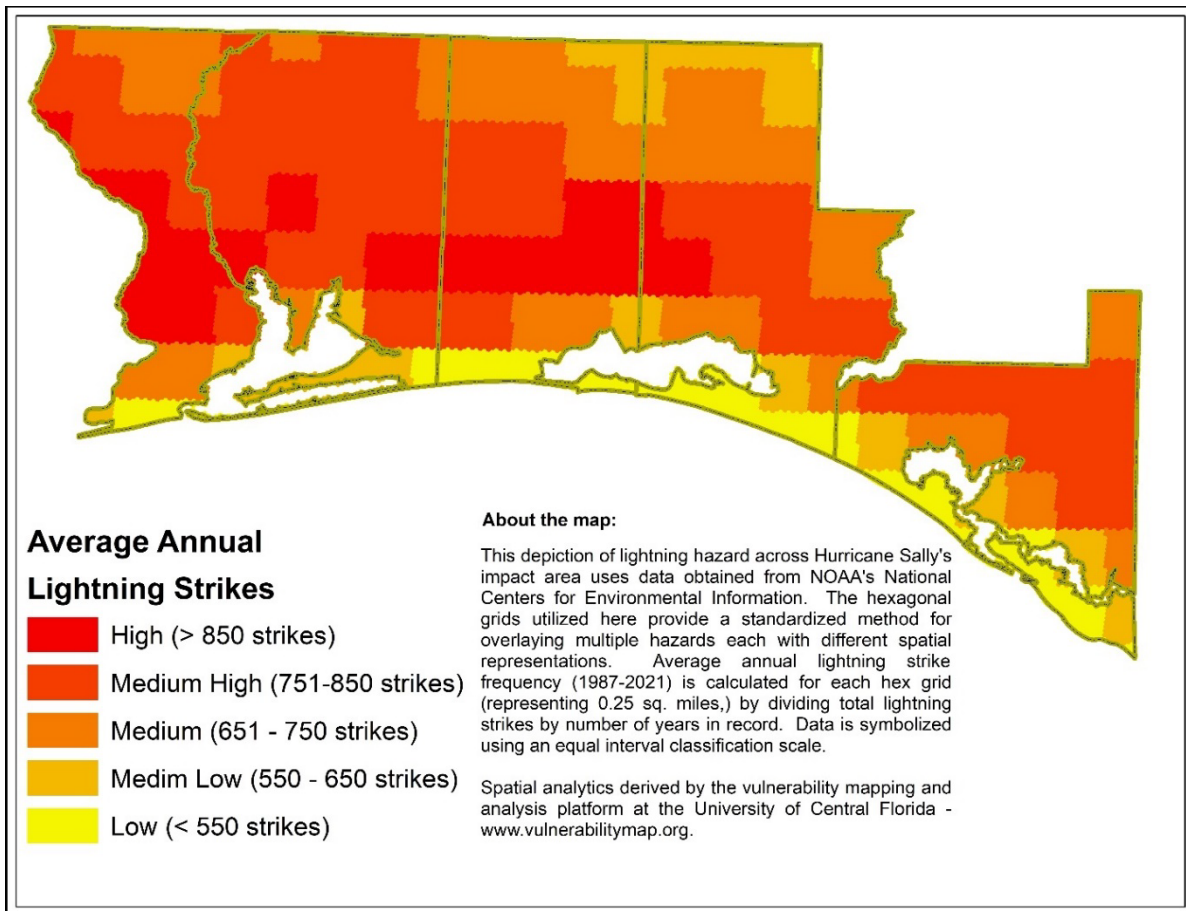 Average Annual
Lightning Strikes
High (> 850 strikes)
Medium High (751-850 strikes)
Medium (651 - 750 strikes)
Medim Low (550 - 650 strikes)
Low (< 550 strikes)
About the map:
This depiction of lightning hazard across Hurricane Sally's
impact area uses data obtained from NOAA's National
Centers for Environmental Information. The hexagonal
grids utilized here provide a standardized method for
overlaying multiple hazards each with different spatial
representations. Average annual lightning strike
frequency (1987-2021) is calculated for each hex grid
(representing 0.25 sq. miles,) by dividing total lightning
strikes by number of years in record. Data is symbolized
using an equal interval classification scale.
Spatial analytics derived by the vulnerability mapping and
analysis platform at the University of Central Florida -
www.vulnerabilitymap.org.